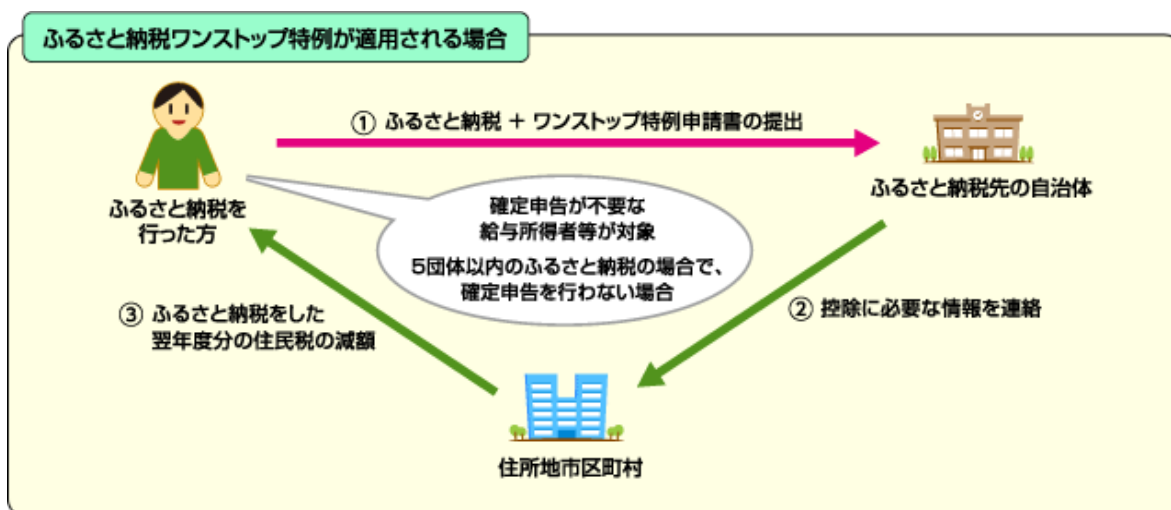 ふるさと納税ワンストップ特例が適用される場合
① ふるさと納税 + ワンストップ特例申請書の提出
ふるさと納税を
行った方
ふるさと納税先の自治体
確定申告が不要な
給与所得者等が対象
5団体以内のふるさと納税の場合で、
確定申告を行わない場合
② 控除に必要な情報を連絡
③ ふるさと納税をした
翌年度分の住民税の減額
住所地市区町村